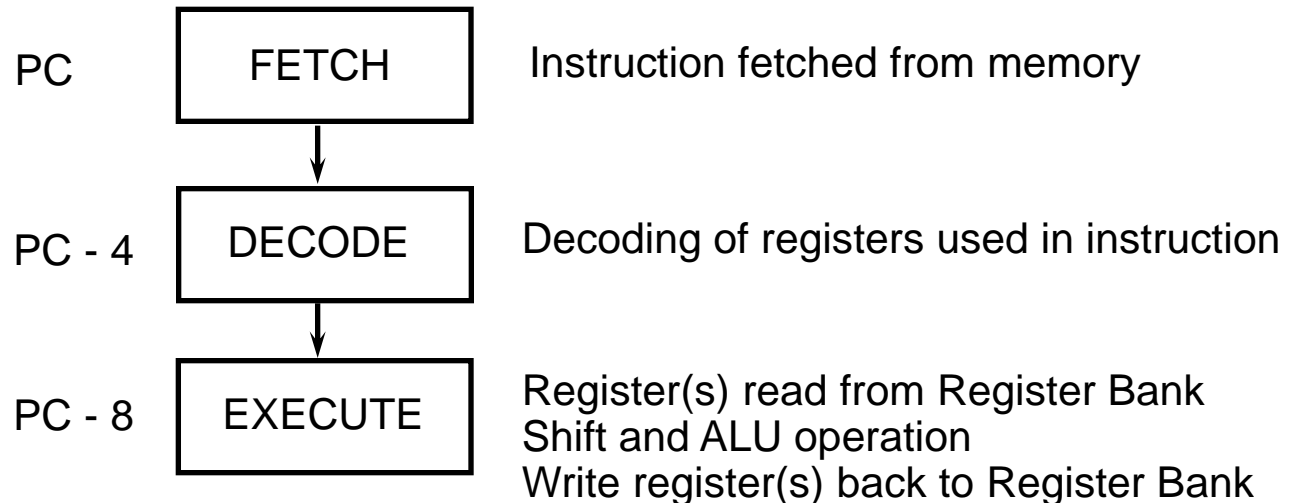 PC
FETCH
Instruction fetched from memory
PC - 4
DECODE
Decoding of registers used in instruction
PC - 8
EXECUTE
Register(s) read from Register Bank
Shift and ALU operation
Write register(s) back to Register Bank